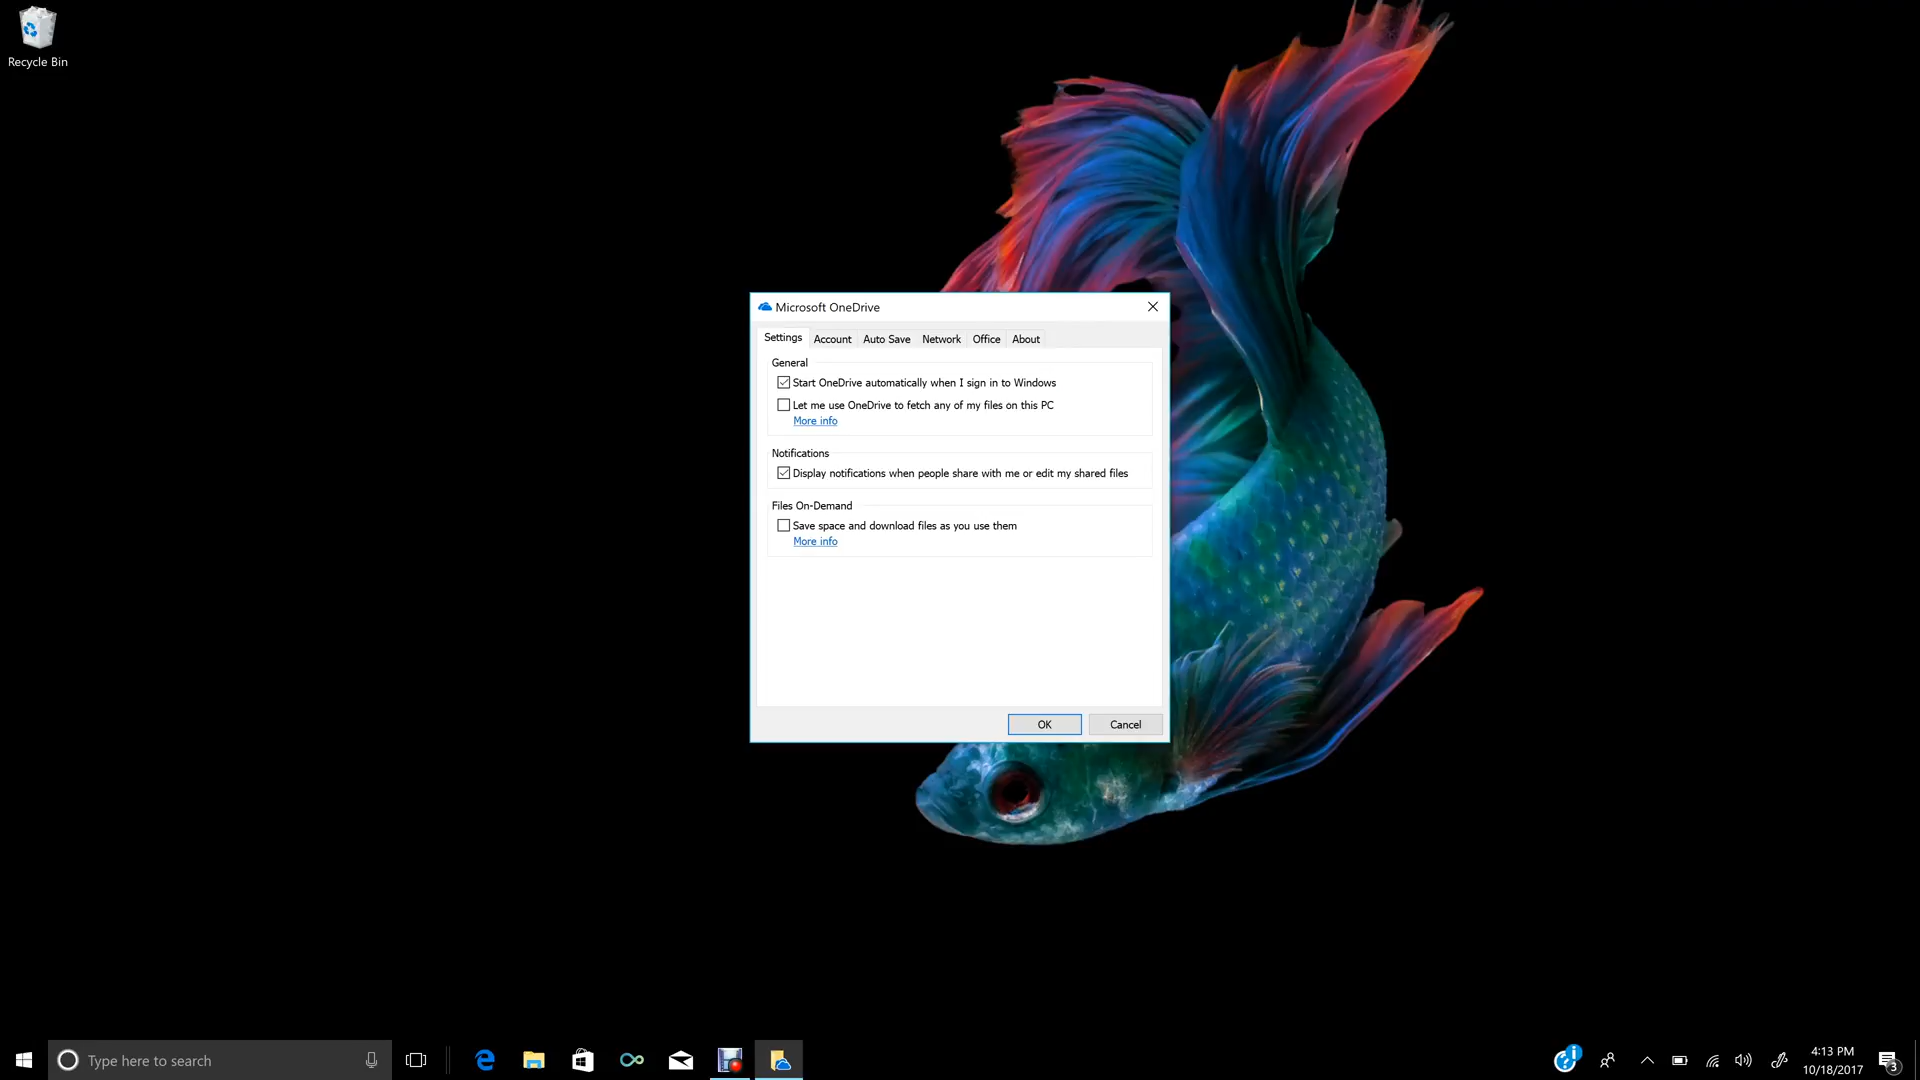 Recycle Bin
Microsoft OneDrive
Settings Account Auto Save Network Office About
General
Start OneDrive automatically when I sign in to Windows
Let me use OneDrive to fetch any of my files on this PC
More info
Notifications
Display notifications when people share with me or edit my shared files
Files On-Demand
Save space and download files as you use them
More info
OK Cancel
Type here to search
4:13 PM
10/18/2017
3